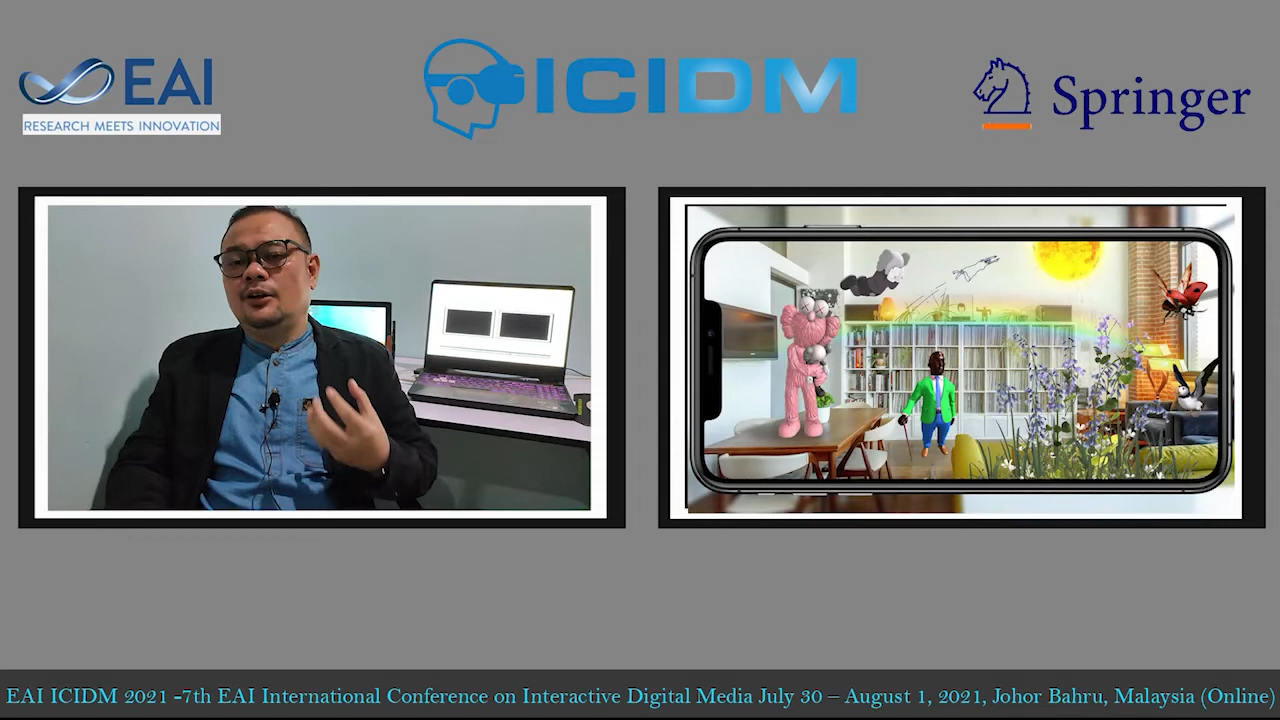 EAI
RESEARCH MEETS INNOVATION
ICIDM
Springer
EAI ICIDM 2021 -7th EAI International Conference on Interactive Digital Media July 30 – August 1, 2021, Johor Bahru, Malaysia (Online)